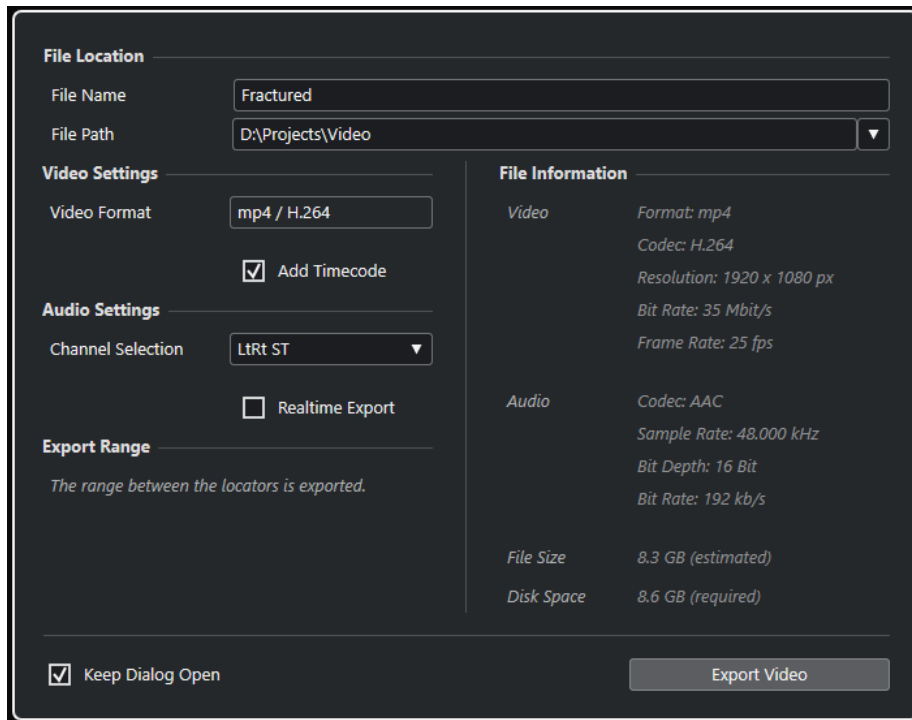 File Location
File Name
Fractured
File Path
D:\Projects\Video
Video Settings
Video Format
mp4 / H.264
Add Timecode
Audio Settings
Channel Selection
LtRt ST
Realtime Export
Export Range
The range between the locators is exported.
File Information
Video
Format: mp4
Codec: H.264
Resolution: 1920 x 1080 px
Bit Rate: 35 Mbit/s
Frame Rate: 25 fps
Audio
Codec: AAC
Sample Rate: 48.000 kHz
Bit Depth: 16 Bit
Bit Rate: 192 kb/s
File Size
8.3 GB (estimated)
Disk Space
8.6 GB (required)
Keep Dialog Open
Export Video